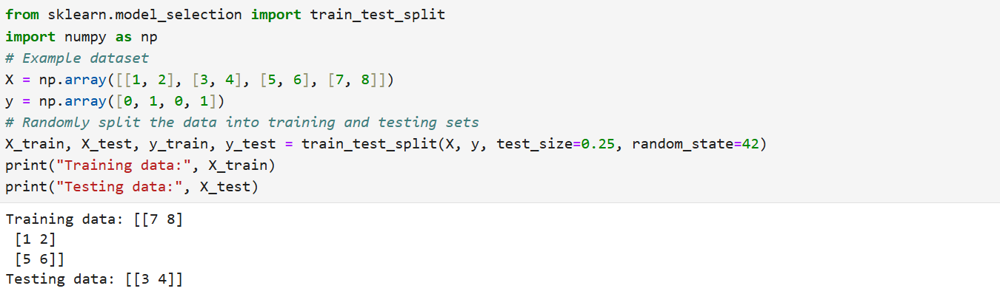 from sklearn.model_selection import train_test_split
import numpy as np
# Example dataset
X = np.array([[1, 2], [3, 4], [5, 6], [7, 8]])
y = np.array([0, 1, 0, 1])
# Randomly split the data into training and testing sets
X_train, X_test, y_train, y_test = train_test_split(X, y, test_size=0.25, random_state=42)
print("Training data:", X_train)
print("Testing data:", X_test)
Training data: [[7 8]
 [1 2]
 [5 6]]
Testing data: [[3 4]]